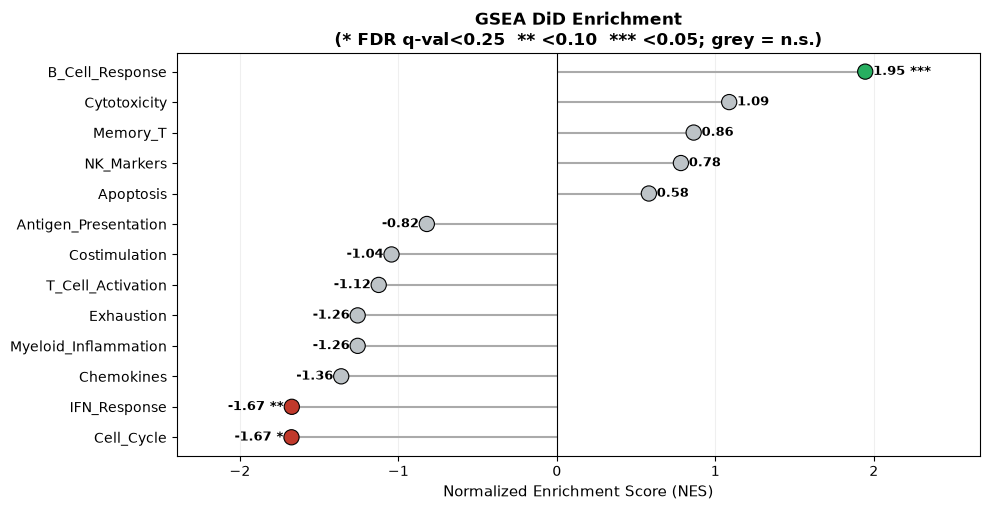 GSEA DiD Enrichment
(* FDR q-val<0.25  ** <0.10  *** <0.05; grey = n.s.)
B_Cell_Response
1.95 ***
Cytotoxicity
1.09
Memory_T
0.86
NK_Markers
0.78
Apoptosis
0.58
Antigen_Presentation
-0.82
Costimulation
-1.04
T_Cell_Activation
-1.12
Exhaustion
-1.26
Myeloid_Inflammation
-1.26
Chemokines
-1.36
IFN_Response
-1.67 **
Cell_Cycle
-1.67 *
−2 −1 0 1 2
Normalized Enrichment Score (NES)